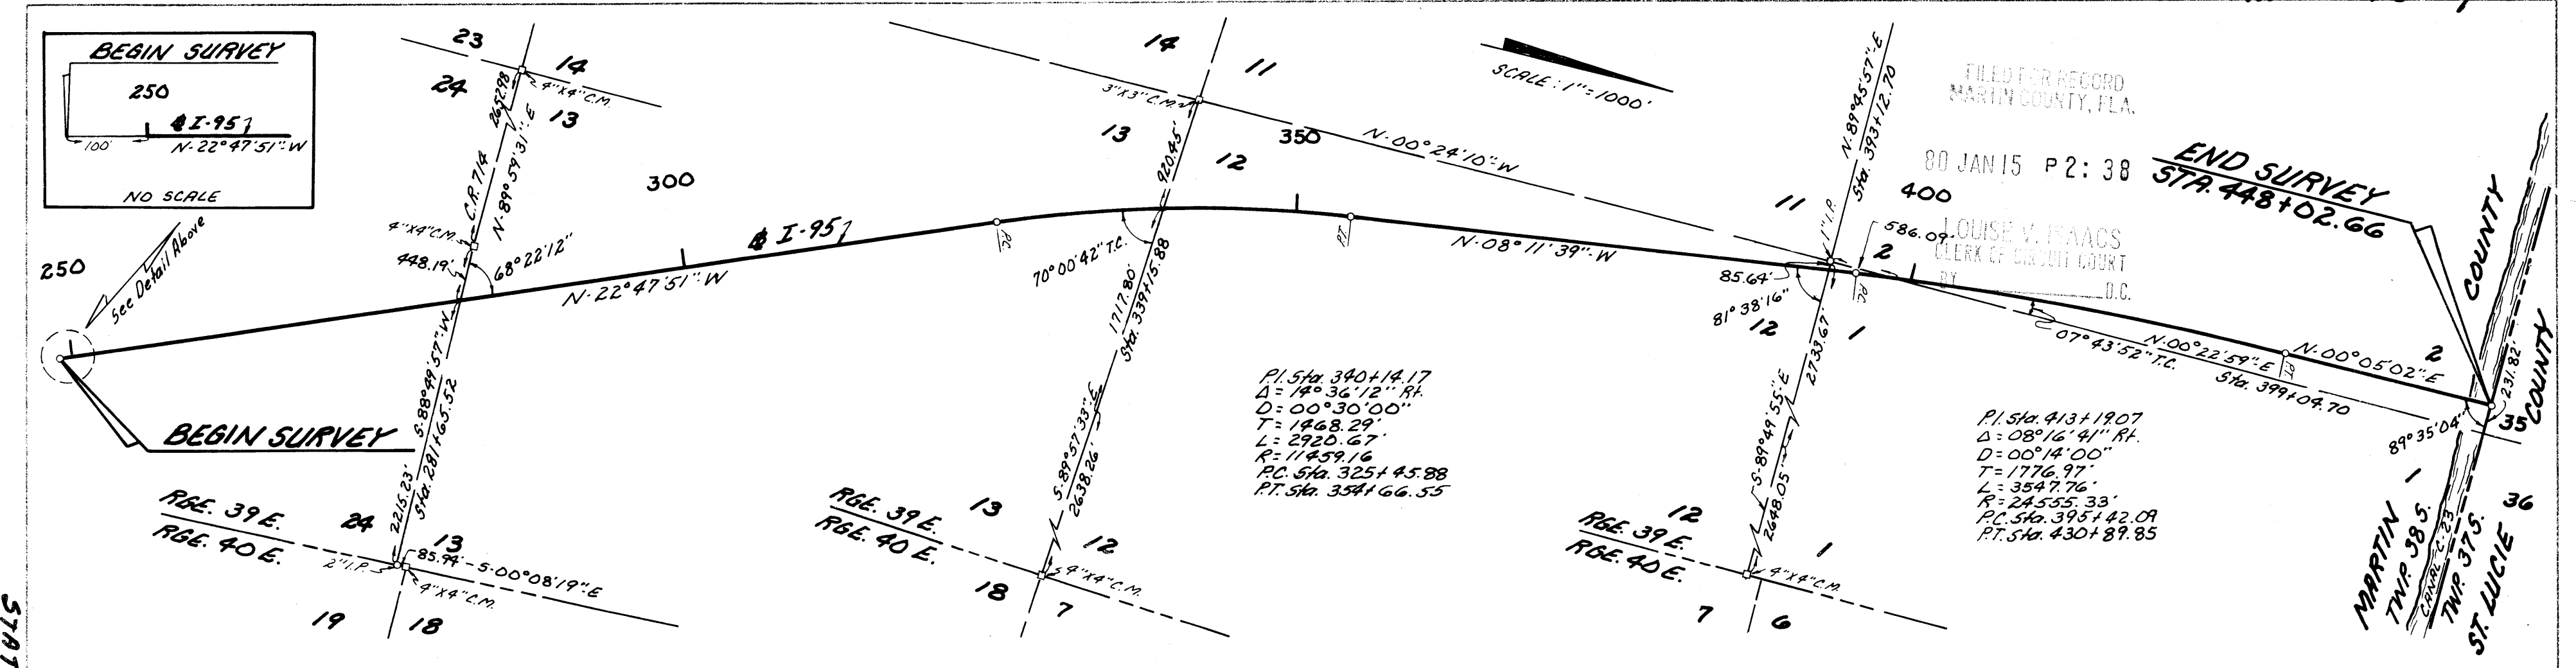 BEGIN SURVEY
250
℄ I-95
100'
N-22°47'51"-W
NO SCALE
See Detail Above
250
BEGIN SURVEY
23
14
24
13
2652.98
4"X4"C.M.
C.R. 714
N-89°59'31"-E
4"X4"C.M.
448.19'
68°22'12"
S-88°49'57"-W
Sta. 281+65.52
2215.23'
N-22°47'51"-W
300
℄ I-95
P.C.
RGE. 39 E.
RGE. 40 E.
24
13
2" I.P.
85.94'-S-00°08'19"-E
4"X4"C.M.
19
18
14
11
3"X3"C.M.
13
12
920.45'
350
N-00°24'10"-W
SCALE: 1"=1000'
70°00'42" T.C.
1717.80'
Sta. 339+15.88
P.T.
N-08°11'39"-W
S-89°57'33"-E
2638.26'
RGE. 39 E.
RGE. 40 E.
13
12
4"X4"C.M.
18
7
P.I. Sta. 340+14.17
Δ = 14°36'12" Rt.
D = 00°30'00"
T = 1468.29'
L = 2920.67'
R = 11459.16
P.C. Sta. 325+45.88
P.T. Sta. 354+66.55
N-89°45'57"-E
Sta. 393+12.70
FILED FOR RECORD
MARTIN COUNTY, FLA.
80 JAN 15 P 2: 38
LOUISE V. ISAACS
CLERK OF CIRCUIT COURT
BY D.C.
END SURVEY
STA. 448+02.66
400
11
2
1" I.P.
586.09'
85.64'
81°38'16"
P.C.
12
1
2733.67'
S-89°49'55"-E
2648.05'
RGE. 39 E.
RGE. 40 E.
12
1
4"X4"C.M.
7
6
07°43'52" T.C.
N-00°22'59"-E
Sta. 399+04.70
P.T.
N-00°05'02"-E
2
P.I. Sta. 413+19.07
Δ = 08°16'41" Rt.
D = 00°14'00"
T = 1776.97'
L = 3547.76'
R = 24555.33'
P.C. Sta. 395+42.09
P.T. Sta. 430+89.85
COUNTY
COUNTY
231.82'
35
89°35'04"
1
36
MARTIN
TWP. 38 S.
CANAL C-23
TWP. 37 S.
ST. LUCIE